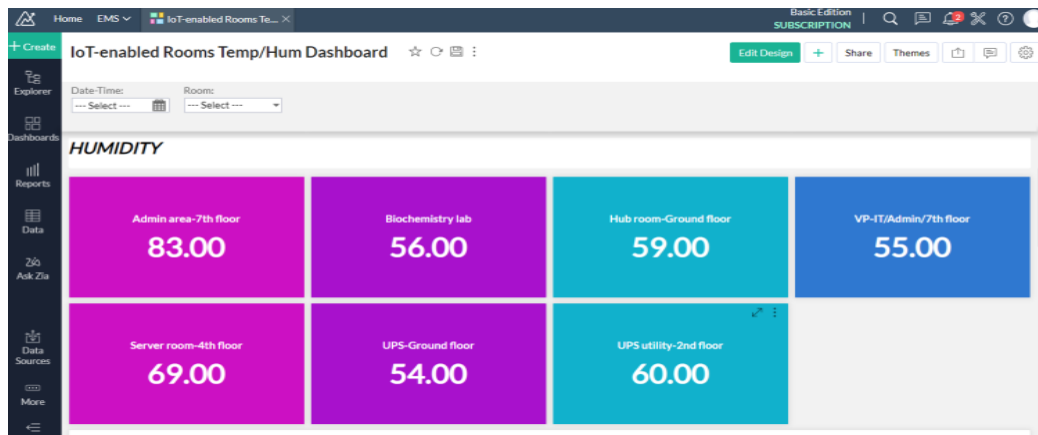 Home EMS IoT-enabled Rooms Te...
Basic Edition
SUBSCRIPTION
2
+ Create
IoT-enabled Rooms Temp/Hum Dashboard
Edit Design
+
Share
Themes
Explorer
Dashboards
Reports
Data
Ask Zia
Data
Sources
More
Date-Time:
--- Select ---
Room:
--- Select ---
HUMIDITY
Admin area-7th floor
83.00
Biochemistry lab
56.00
Hub room-Ground floor
59.00
VP-IT/Admin/7th floor
55.00
Server room-4th floor
69.00
UPS-Ground floor
54.00
UPS utility-2nd floor
60.00